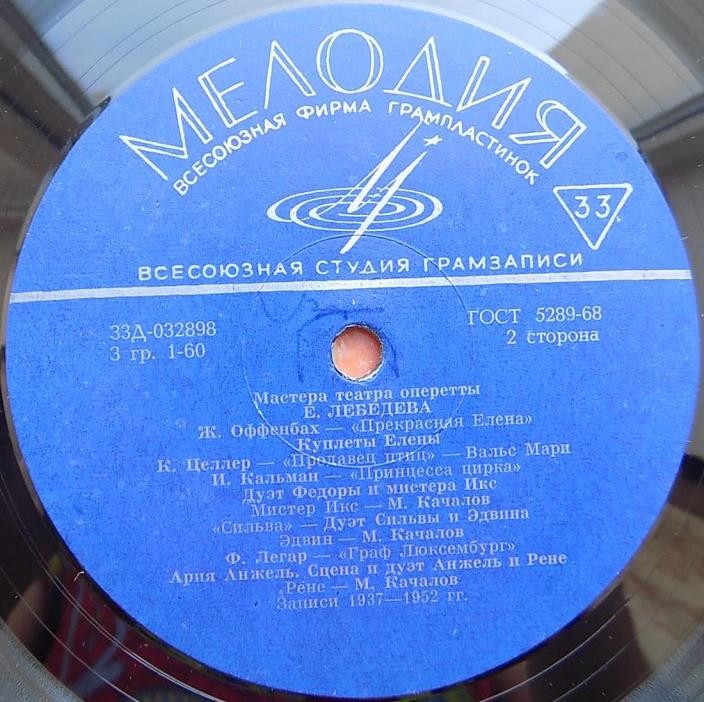 МЕЛОДИЯ
ВСЕСОЮЗНАЯ ФИРМА ГРАМПЛАСТИНОК
33
ВСЕСОЮЗНАЯ СТУДИЯ ГРАМЗАПИСИ
33Д-032898
ГОСТ 5289-68
3 гр. 1-60
2 сторона
Мастера театра оперетты
Е. ЛЕБЕДЕВА
Ж. Оффенбах — «Прекрасная Елена»
Куплеты Елены
К. Целлер — «Продавец птиц» — Вальс Мари
И. Кальман — «Принцесса цирка»
Дуэт Федоры и мистера Икс
Мистер Икс — М. Качалов
«Сильва» — Дуэт Сильвы и Эдвина
Эдвин — М. Качалов
Ф. Легар — «Граф Люксембург»
Ария Анжель. Сцена и дуэт Анжель и Рене
Рене — М. Качалов
Записи 1937—1952 гг.